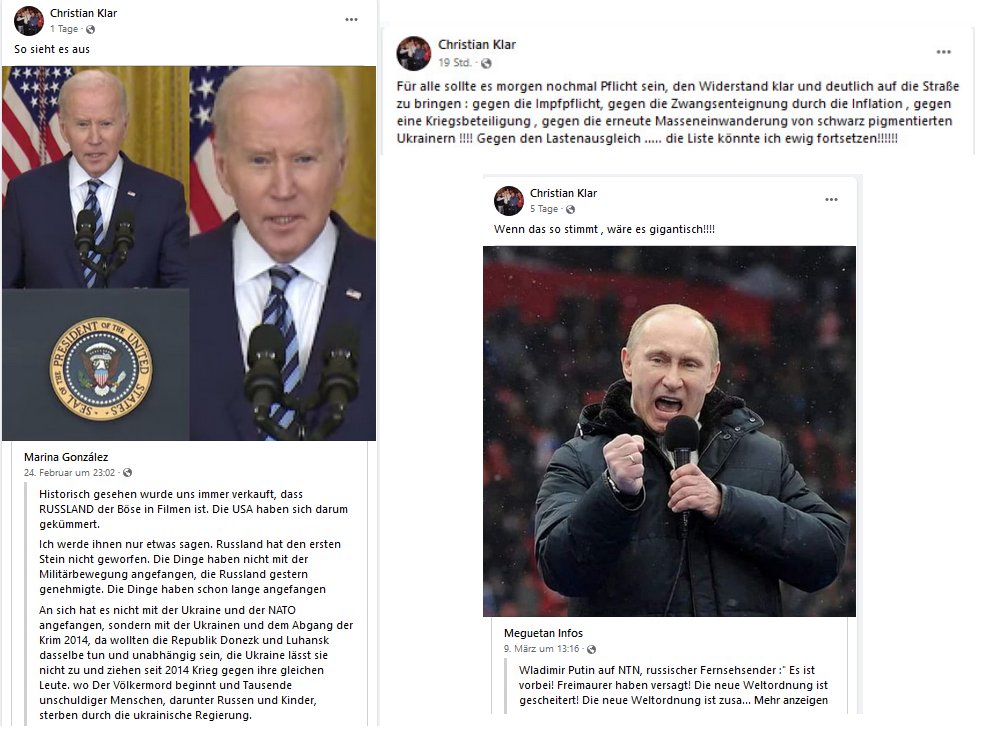 Christian Klar
1 Tage
So sieht es aus
SEAL OF THE PRESIDENT OF THE UNITED STATES
Marina González
24. Februar um 23:02
Historisch gesehen wurde uns immer verkauft, dass
RUSSLAND der Böse in Filmen ist. Die USA haben sich darum
gekümmert.
Ich werde ihnen nur etwas sagen. Russland hat den ersten
Stein nicht geworfen. Die Dinge haben nicht mit der
Militärbewegung angefangen, die Russland gestern
genehmigte. Die Dinge haben schon lange angefangen
An sich hat es nicht mit der Ukraine und der NATO
angefangen, sondern mit der Ukrainen und dem Abgang der
Krim 2014, da wollten die Republik Donezk und Luhansk
dasselbe tun und unabhängig sein, die Ukraine lässt sie
nicht zu und ziehen seit 2014 Krieg gegen ihre gleichen
Leute. wo Der Völkermord beginnt und Tausende
unschuldiger Menschen, darunter Russen und Kinder,
sterben durch die ukrainische Regierung.
Christian Klar
19 Std.
Für alle sollte es morgen nochmal Pflicht sein, den Widerstand klar und deutlich auf die Straße
zu bringen : gegen die Impfpflicht, gegen die Zwangsenteignung durch die Inflation , gegen
eine Kriegsbeteiligung , gegen die erneute Masseneinwanderung von schwarz pigmentierten
Ukrainern !!!! Gegen den Lastenausgleich ..... die Liste könnte ich ewig fortsetzen!!!!!!
Christian Klar
5 Tage
Wenn das so stimmt , wäre es gigantisch!!!!
Meguetan Infos
9. März um 13:16
Wladimir Putin auf NTN, russischer Fernsehsender :" Es ist
vorbei! Freimaurer haben versagt! Die neue Weltordnung ist
gescheitert! Die neue Weltordnung ist zusa... Mehr anzeigen